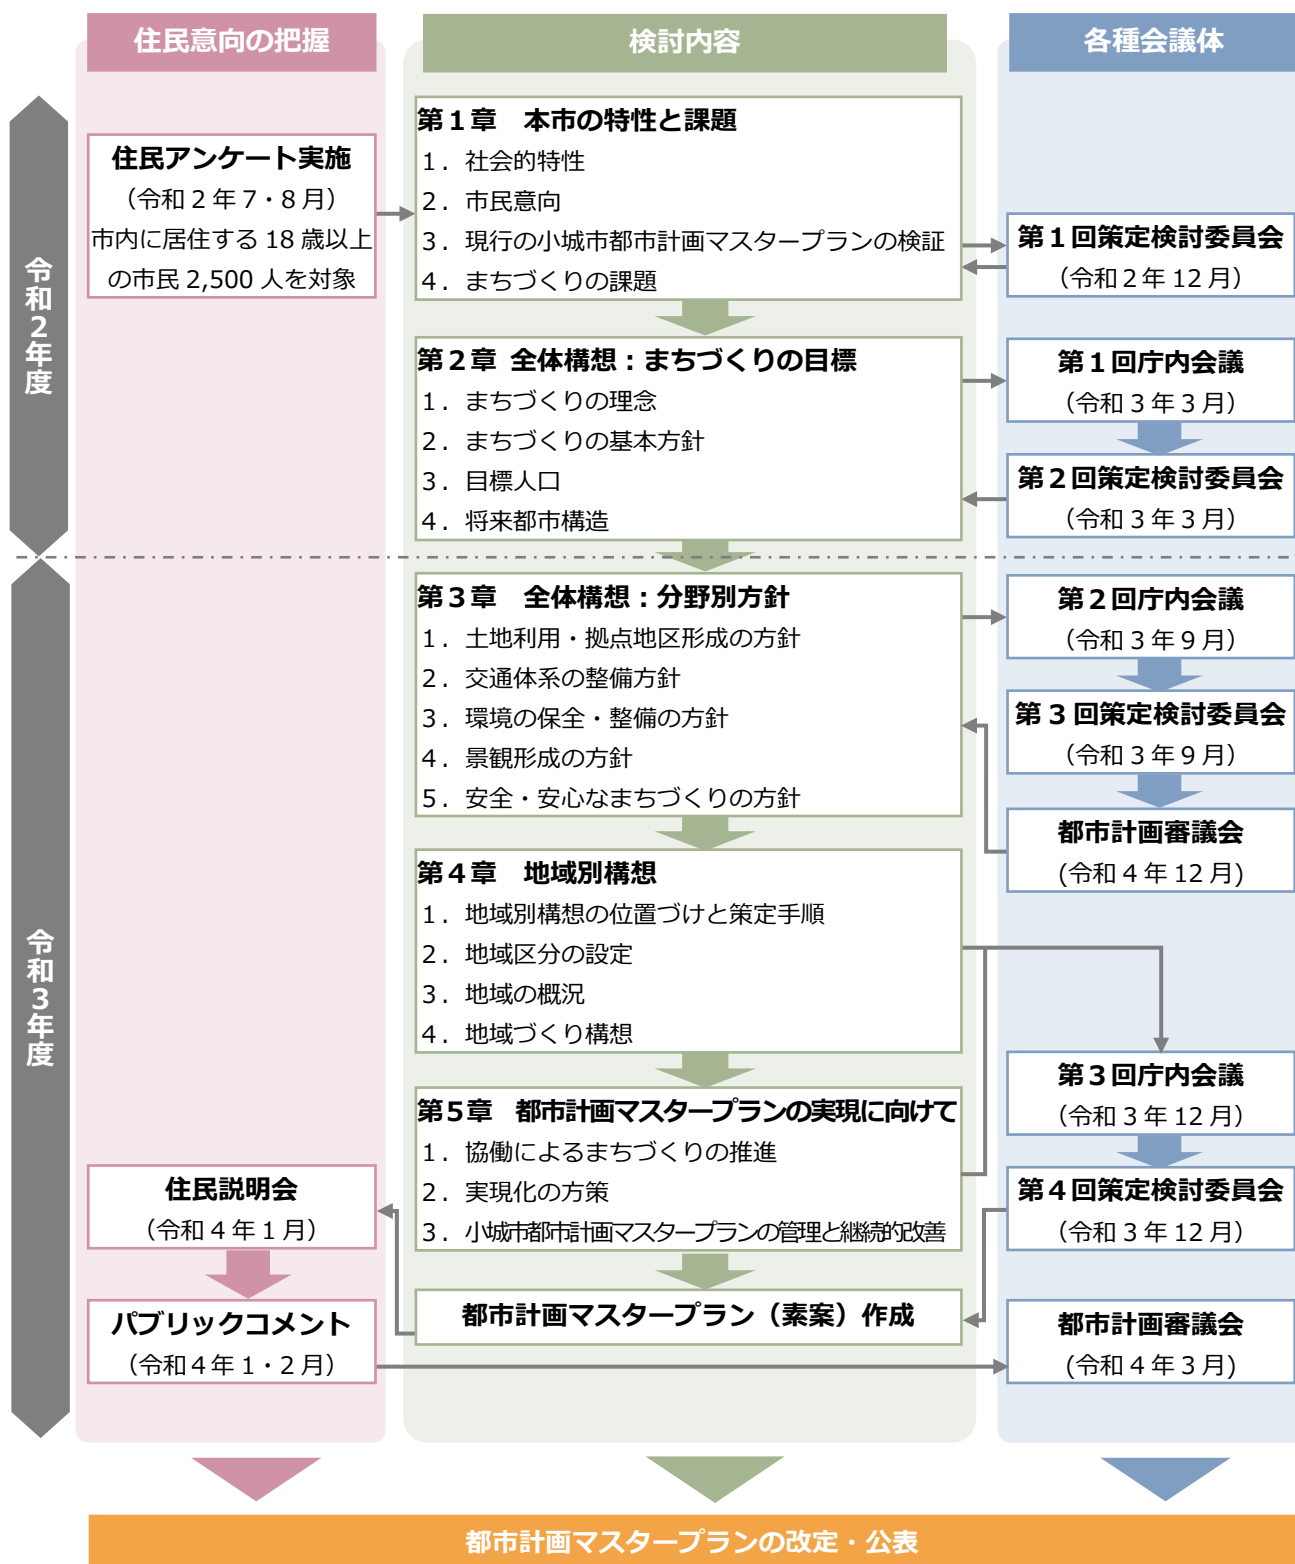 住民意向の把握
検討内容
各種会議体
令和2年度
令和3年度
住民アンケート実施
（令和２年７・８月）
市内に居住する 18 歳以上
の市民 2,500 人を対象
第１章　本市の特性と課題
１．社会的特性
２．市民意向
３．現行の小城市都市計画マスタープランの検証
４．まちづくりの課題
第１回策定検討委員会
（令和２年 12 月）
第２章 全体構想：まちづくりの目標
１．まちづくりの理念
２．まちづくりの基本方針
３．目標人口
４．将来都市構造
第１回庁内会議
（令和３年３月）
第２回策定検討委員会
（令和３年３月）
第３章　全体構想：分野別方針
１．土地利用・拠点地区形成の方針
２．交通体系の整備方針
３．環境の保全・整備の方針
４．景観形成の方針
５．安全・安心なまちづくりの方針
第２回庁内会議
（令和３年９月）
第３回策定検討委員会
（令和３年９月）
都市計画審議会
(令和４年 12 月)
第４章　地域別構想
１．地域別構想の位置づけと策定手順
２．地域区分の設定
３．地域の概況
４．地域づくり構想
第３回庁内会議
（令和３年 12 月）
第５章　都市計画マスタープランの実現に向けて
１．協働によるまちづくりの推進
２．実現化の方策
３．小城市都市計画マスタープランの管理と継続的改善
第４回策定検討委員会
（令和３年 12 月）
住民説明会
（令和４年１月）
都市計画マスタープラン（素案）作成
パブリックコメント
（令和４年１・２月）
都市計画審議会
(令和４年３月)
都市計画マスタープランの改定・公表